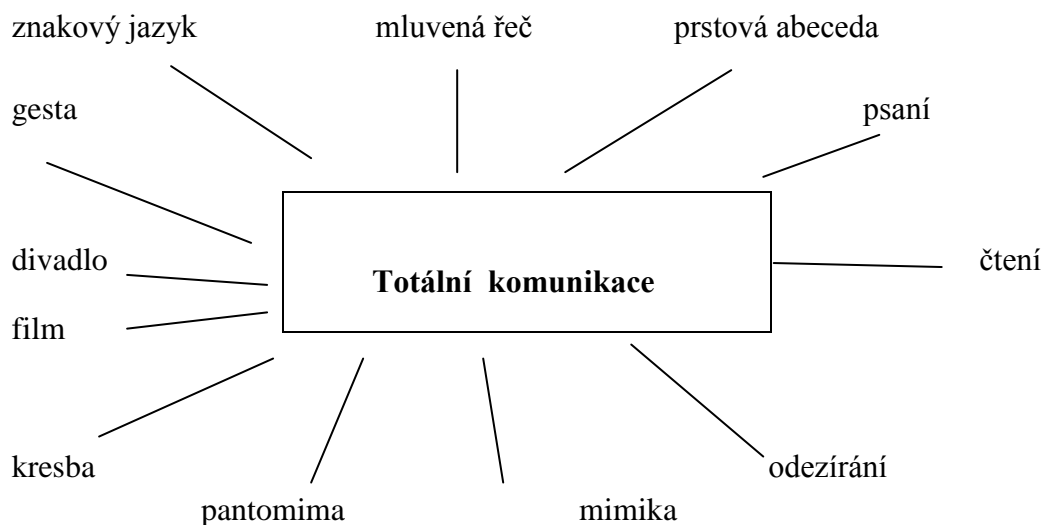 znakový jazyk mluvená řeč prstová abeceda
gesta psaní
divadlo čtení
Totální komunikace
film
kresba odezírání
pantomima mimika